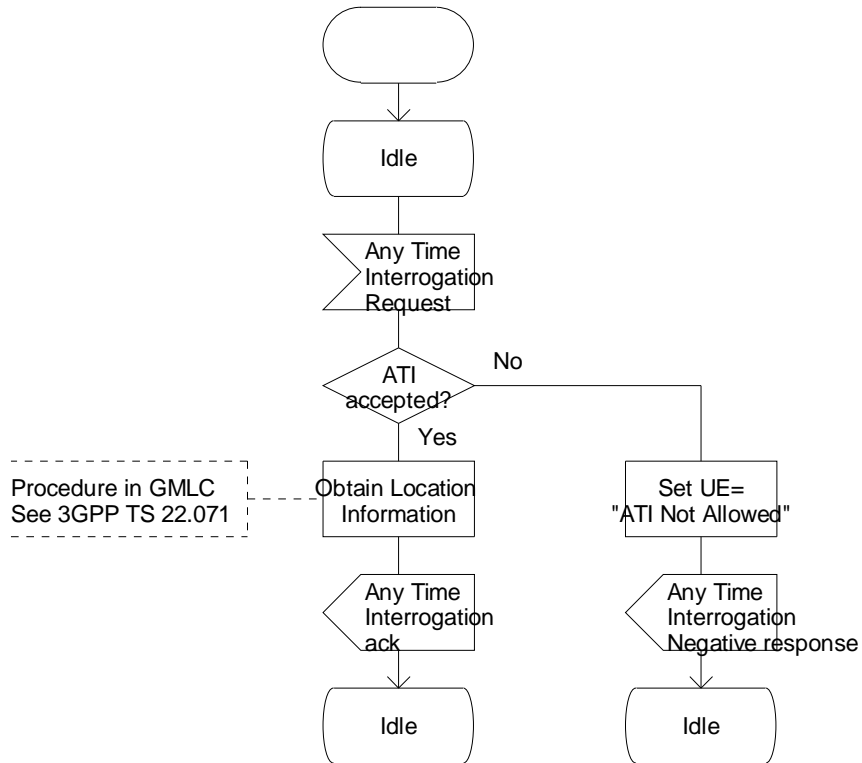 Idle
Any Time
Interrogation
Request
ATI
accepted?
No
Yes
Procedure in GMLC
See 3GPP TS 22.071
Obtain Location
Information
Set UE=
"ATI Not Allowed"
Any Time
Interrogation
ack
Any Time
Interrogation
Negative response
Idle
Idle